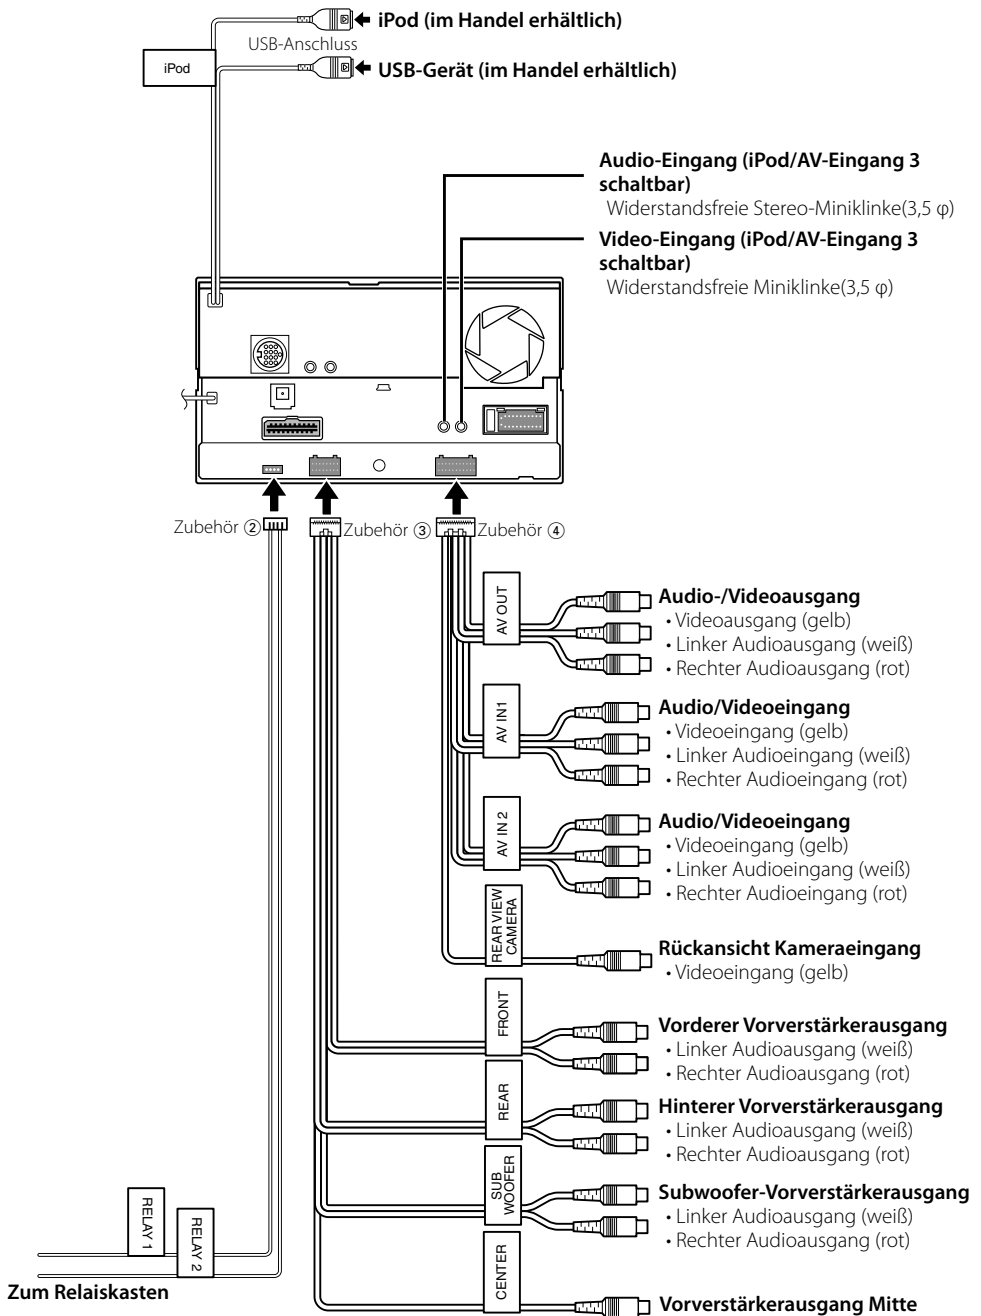 iPod (im Handel erhältlich)
USB-Anschluss
iPod
USB-Gerät (im Handel erhältlich)
Audio-Eingang (iPod/AV-Eingang 3
schaltbar)
Widerstandsfreie Stereo-Miniklinke(3,5 φ)
Video-Eingang (iPod/AV-Eingang 3
schaltbar)
Widerstandsfreie Miniklinke(3,5 φ)
Zubehör ②
Zubehör ③
Zubehör ④
AV OUT
Audio-/Videoausgang
• Videoausgang (gelb)
• Linker Audioausgang (weiß)
• Rechter Audioausgang (rot)
AV IN1
Audio/Videoeingang
• Videoeingang (gelb)
• Linker Audioeingang (weiß)
• Rechter Audioeingang (rot)
AV IN 2
Audio/Videoeingang
• Videoeingang (gelb)
• Linker Audioeingang (weiß)
• Rechter Audioeingang (rot)
REAR VIEW
CAMERA
Rückansicht Kameraeingang
• Videoeingang (gelb)
FRONT
Vorderer Vorverstärkerausgang
• Linker Audioausgang (weiß)
• Rechter Audioausgang (rot)
REAR
Hinterer Vorverstärkerausgang
• Linker Audioausgang (weiß)
• Rechter Audioausgang (rot)
SUB
WOOFER
Subwoofer-Vorverstärkerausgang
• Linker Audioausgang (weiß)
• Rechter Audioausgang (rot)
RELAY 1
RELAY 2
Zum Relaiskasten
CENTER
Vorverstärkerausgang Mitte